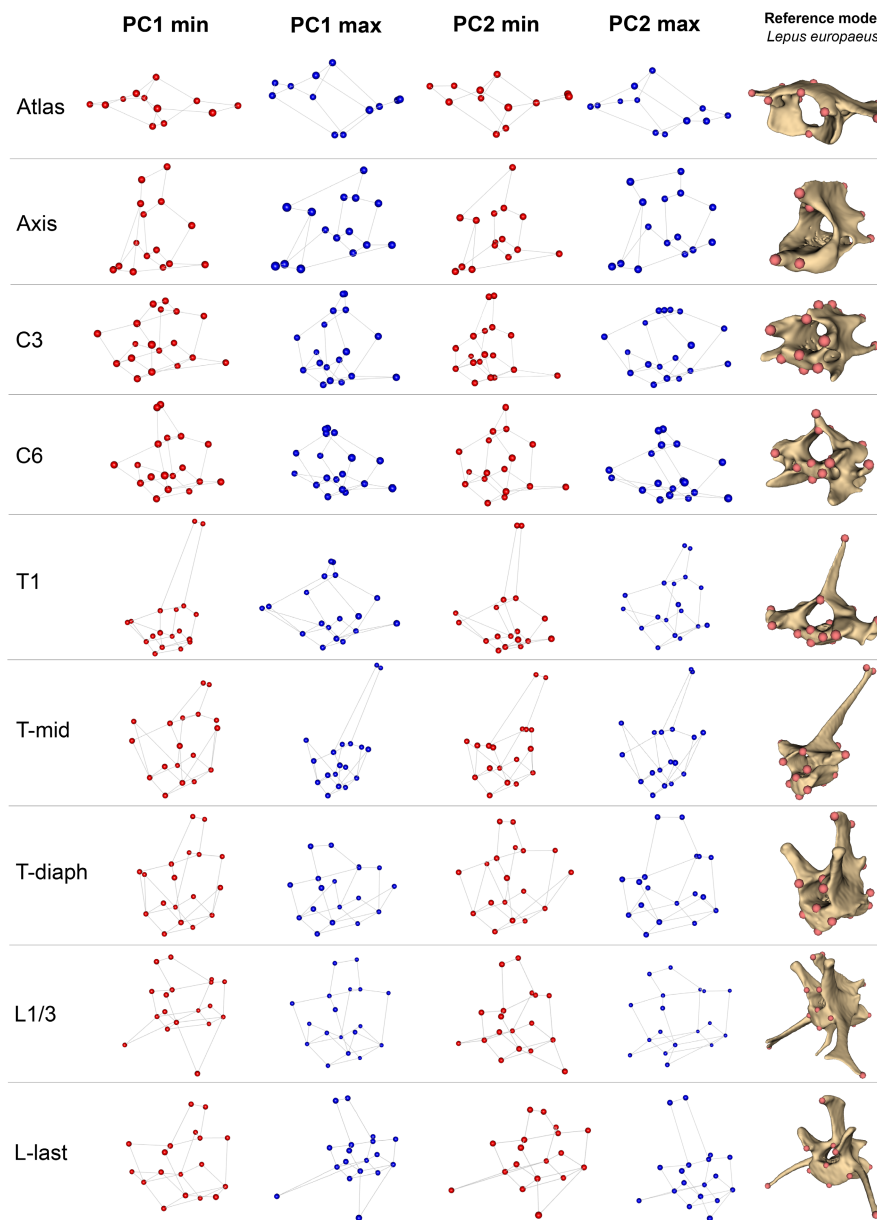 PC1 min PC1 max PC2 min PC2 max Reference mode
Lepus europaeus
Atlas
Axis
C3
C6
T1
T-mid
T-diaph
L1/3
L-last